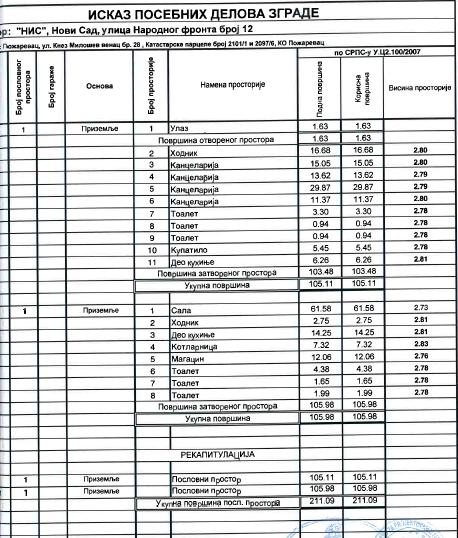 ИСКАЗ ПОСЕБНИХ ДЕЛОВА ЗГРАДЕ
ор: "НИС", Нови Сад, улица Народног фронта број 12
: Пожаревац, ул. Кнез Милошев венац бр. 28 , Катастарске парцеле број 2101/1 и 2097/6, КО Пожаревац
Број пословног простора Број гараже Основа Број просторије Намена просторије по СРПС-у У.Ц2.100/2007 Висина просторије
Подна површина Корисна површина
1 Приземље 1 Улаз 1.63 1.63
Површина отвореног простора 1.63 1.63
2 Ходник 16.68 16.68 2.80
3 Канцеларија 15.05 15.05 2.80
4 Канцеларија 13.62 13.62 2.79
5 Канцеларија 29.87 29.87 2.79
6 Канцеларија 11.37 11.37 2.80
7 Тоалет 3.30 3.30 2.78
8 Тоалет 0.94 0.94 2.78
9 Тоалет 0.94 0.94 2.78
10 Купатило 5.45 5.45 2.78
11 Део кухиње 6.26 6.26 2.81
Површина затвореног простора 103.48 103.48
Укупна површина 105.11 105.11
1 Приземље 1 Сала 61.58 61.58 2.73
2 Ходник 2.75 2.75 2.81
3 Део кухиње 14.25 14.25 2.81
4 Котларница 7.32 7.32 2.83
5 Магацин 12.06 12.06 2.76
6 Тоалет 4.38 4.38 2.78
7 Тоалет 1.65 1.65 2.78
8 Тоалет 1.99 1.99 2.78
Површина затвореног простора 105.98 105.98
Укупна површина 105.98 105.98
РЕКАПИТУЛАЦИЈА
1 Приземље Пословни простор 105.11 105.11
1 Приземље Пословни простор 105.98 105.98
Укупна површина посл. простора 211.09 211.09